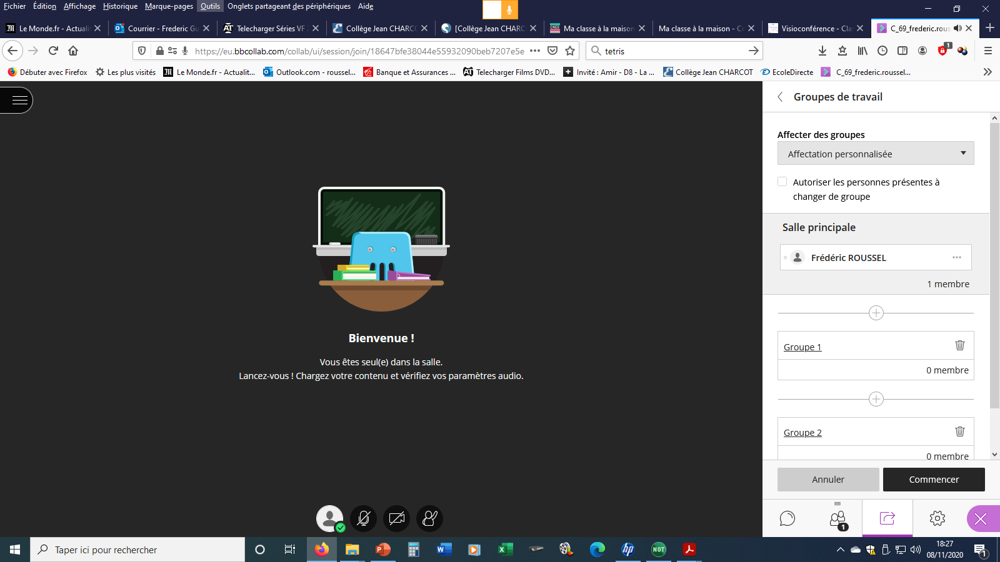 Fichier Édition Affichage Historique Marque-pages Outils Onglets partageant des périphériques Aide
Le Monde.fr - Actuali Courrier - Frederic Gu Telecharger Séries VF Collège Jean CHARCO [Collège Jean CHARC Ma classe à la maison Ma classe à la maison - Ce Visioconférence - Clas C_69_frederic.rous
https://eu.bbcollab.com/collab/ui/session/join/18647bfe38044e55932090beb7207e5e tetris 1
Débuter avec Firefox Les plus visités Le Monde.fr - Actualit... Outlook.com - roussel... Banque et Assurances ... Telecharger Films DVD... Invité : Amir - D8 - La ... Collège Jean CHARCOT EcoleDirecte C_69_frederic.roussel...
Groupes de travail
Affecter des groupes
Affectation personnalisée
Autoriser les personnes présentes à
changer de groupe
Salle principale
Frédéric ROUSSEL
1 membre
Groupe 1
0 membre
Groupe 2
0 membre
Annuler Commencer
1
Bienvenue !
Vous êtes seul(e) dans la salle.
Lancez-vous ! Chargez votre contenu et vérifiez vos paramètres audio.
Taper ici pour rechercher
NOT
18:27
08/11/2020
1